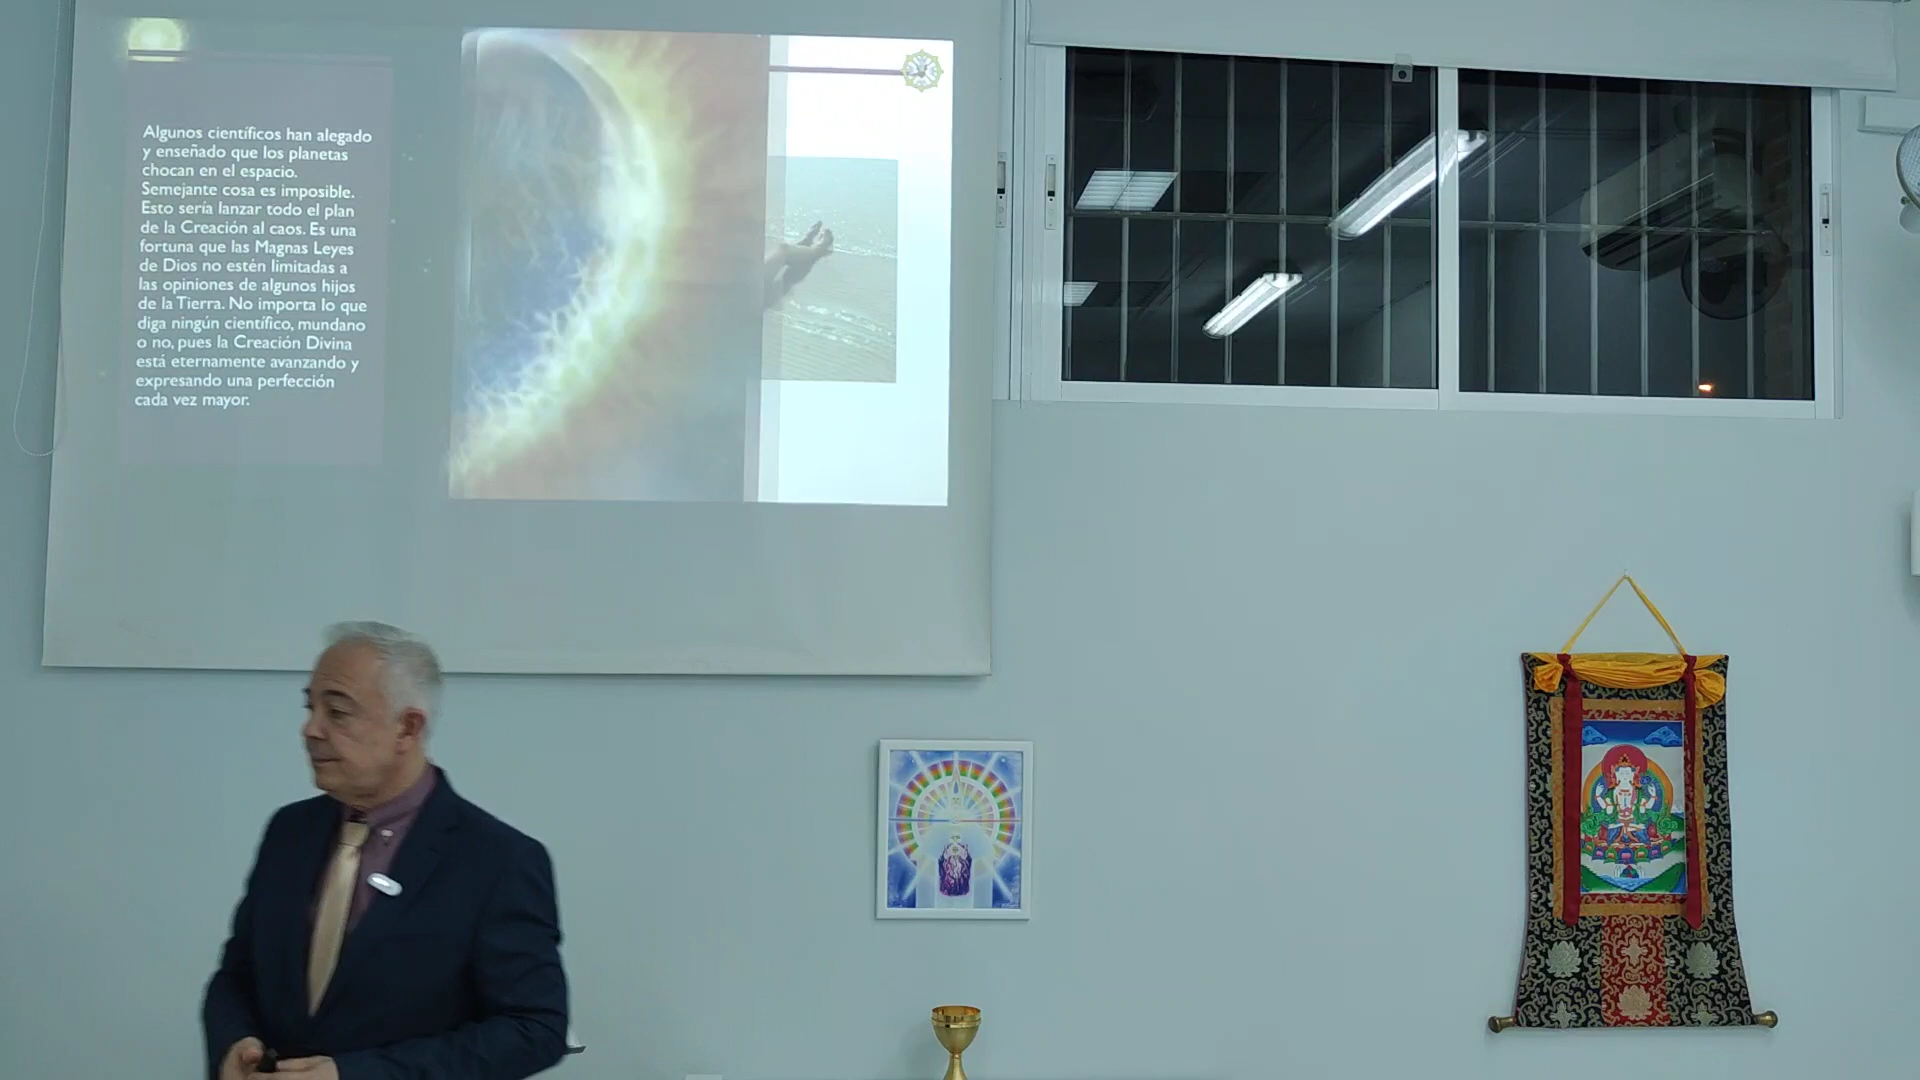 Algunos científicos han alegado
y enseñado que los planetas
chocan en el espacio.
Semejante cosa es imposible.
Esto sería lanzar todo el plan
de la Creación al caos. Es una
fortuna que las Magnas Leyes
de Dios no estén limitadas a
las opiniones de algunos hijos
de la Tierra. No importa lo que
diga ningún científico, mundano
o no, pues la Creación Divina
está eternamente avanzando y
expresando una perfección
cada vez mayor.